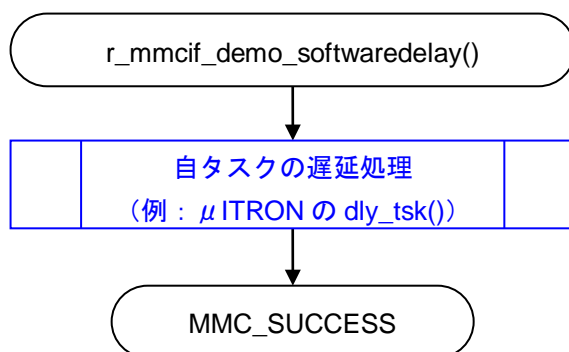 r_mmcif_demo_softwaredelay()
自タスクの遅延処理
（例：μITRON の dly_tsk()）
MMC_SUCCESS